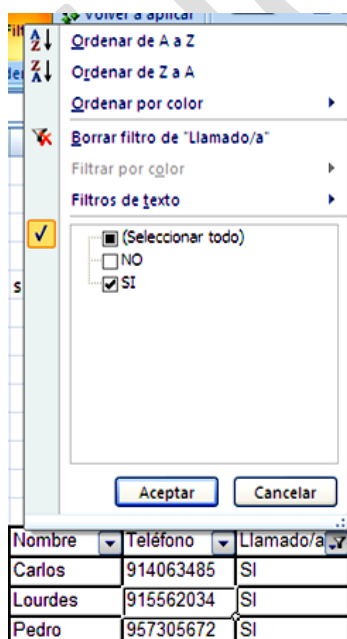 Volver a aplicar
Ordenar de A a Z
Ordenar de Z a A
Ordenar por color
Borrar filtro de "Llamado/a"
Filtrar por color
Filtros de texto
(Seleccionar todo)
NO
SI
Aceptar
Cancelar
Nombre Teléfono Llamado/a
Carlos 914063485 SI
Lourdes 915562034 SI
Pedro 957305672 SI